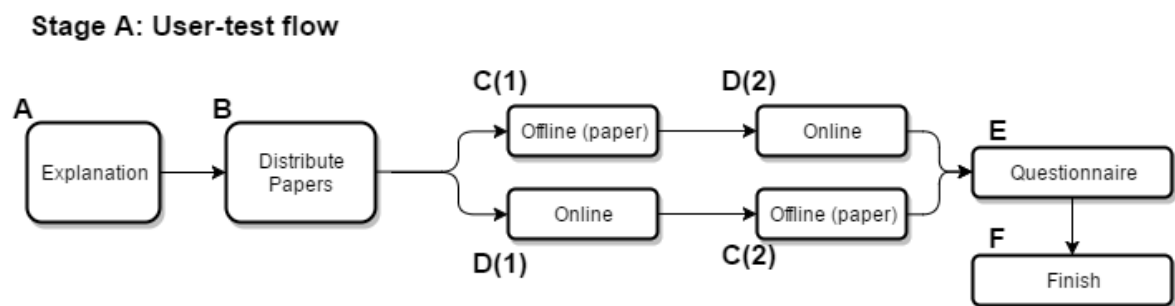 Stage A: User-test flow
A
Explanation
B
Distribute
Papers
C(1)
Offline (paper)
D(2)
Online
D(1)
Online
C(2)
Offline (paper)
E
Questionnaire
F
Finish